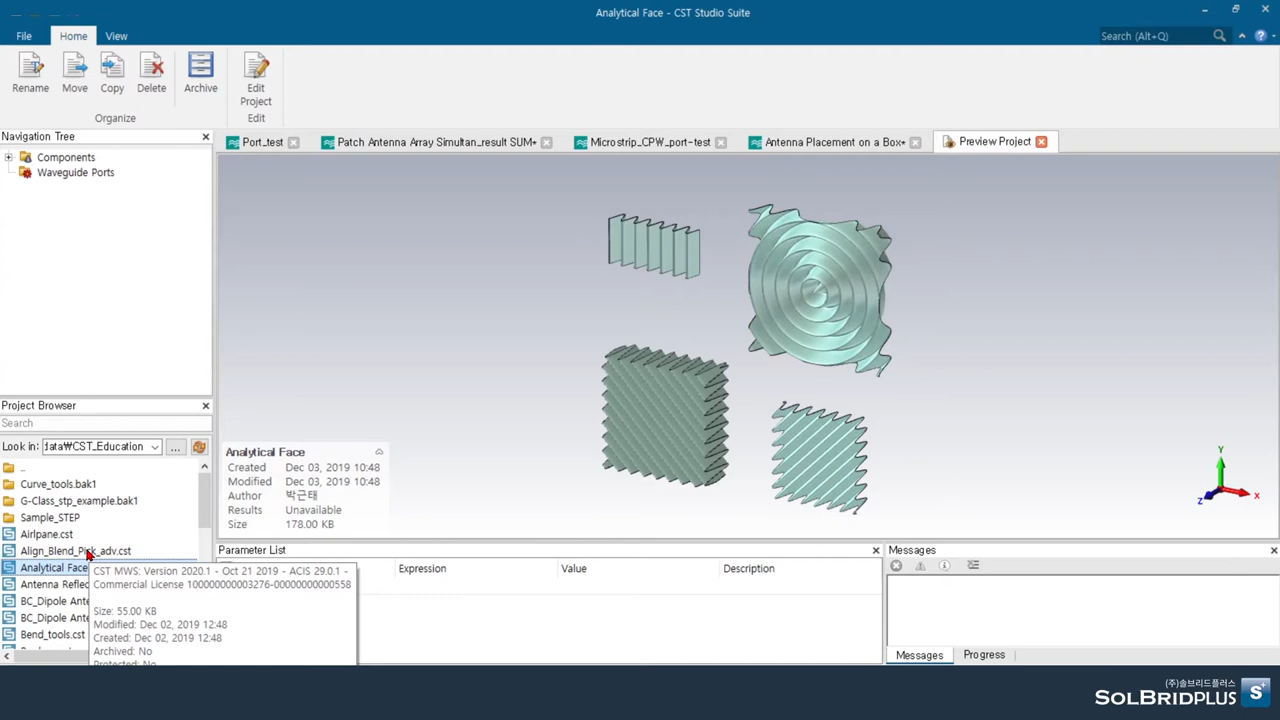 Analytical Face - CST Studio Suite
File
Home
View
Search (Alt+Q)
Rename
Move
Copy
Delete
Archive
Edit Project
Organize
Edit
Navigation Tree
Components
Waveguide Ports
Port_test
Patch Antenna Array Simultan_result SUM*
Microstrip_CPW_port-test
Antenna Placement on a Box*
Preview Project
Analytical Face
Created Dec 03, 2019 10:48
Modified Dec 03, 2019 10:48
Author 박근태
Results Unavailable
Size 178.00 KB
Y
X
Z
Project Browser
Search
Look in: data₩CST_Education
...
..
Curve_tools.bak1
G-Class_stp_example.bak1
Sample_STEP
Airlpane.cst
Align_Blend_Pick_adv.cst
Analytical Face
Antenna Reflec
BC_Dipole Ante
BC_Dipole Ante
Bend_tools.cst
CST MWS: Version 2020.1 - Oct 21 2019 - ACIS 29.0.1 -
Commercial License 100000000003276-00000000000558
Size: 55.00 KB
Modified: Dec 02, 2019 12:48
Created: Dec 02, 2019 12:48
Archived: No
Protected: No
Parameter List
Expression
Value
Description
Messages
Messages
Progress
(주)솔브리드플러스
SOLBRIDPLUS
S+